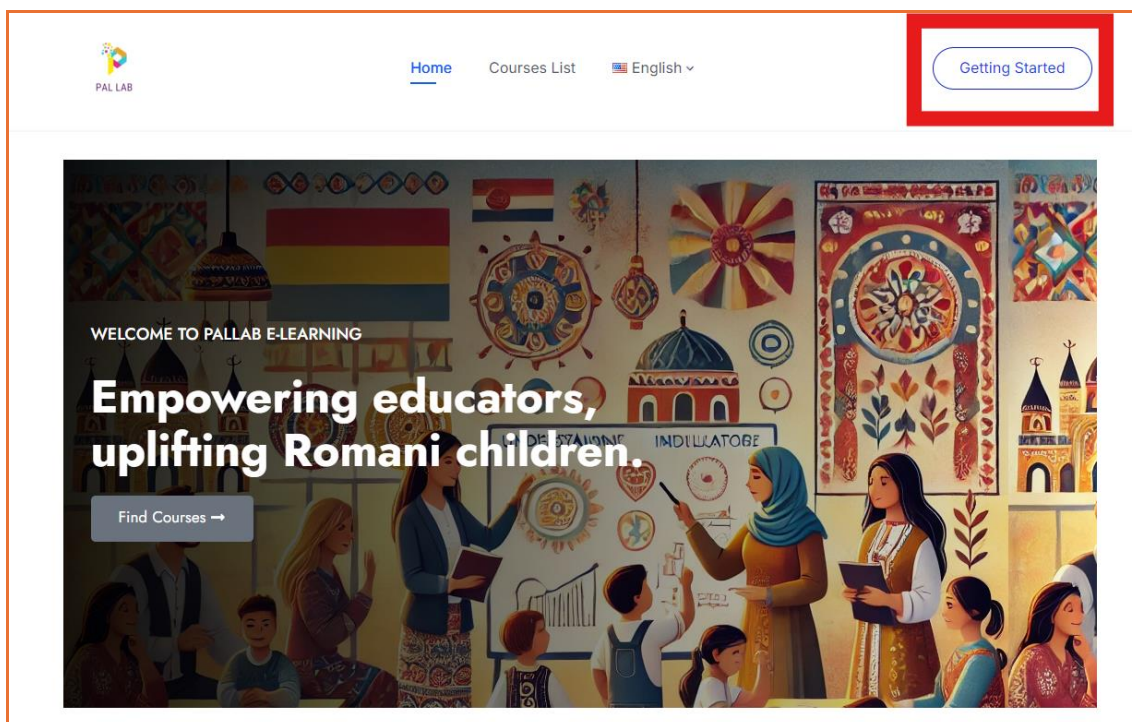 PAL LAB
Home
Courses List
English
Getting Started
WELCOME TO PALLAB E-LEARNING
Empowering educators,
uplifting Romani children.
INDILLATOBE
Find Courses →